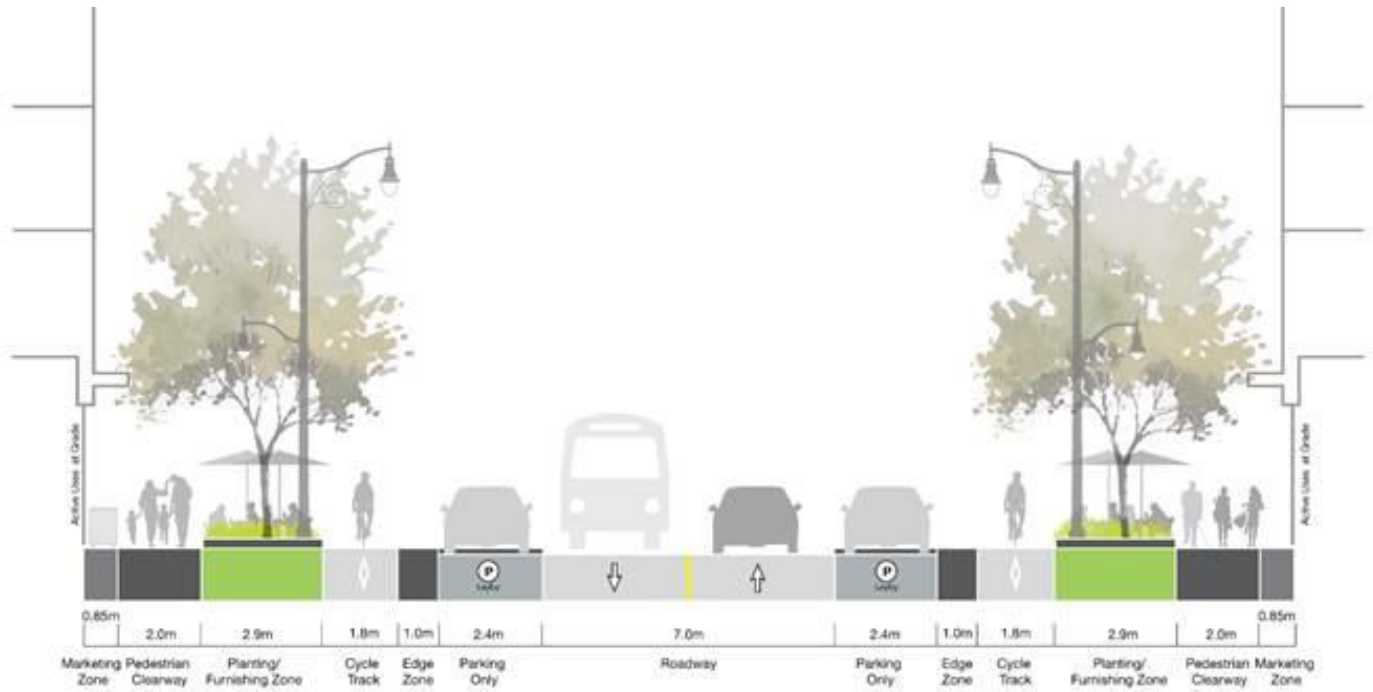 Active Uses at Grade
Active Uses at Grade
P
Layby
P
Layby
0.85m
0.85m
2.0m 2.9m 1.8m 1.0m 2.4m 7.0m 2.4m 1.0m 1.8m 2.9m 2.0m
Marketing Pedestrian Planting/ Cycle Edge Parking Roadway Parking Edge Cycle Planting/ Pedestrian Marketing
Zone Clearway Furnishing Zone Track Zone Only Only Zone Track Furnishing Zone Clearway Zone